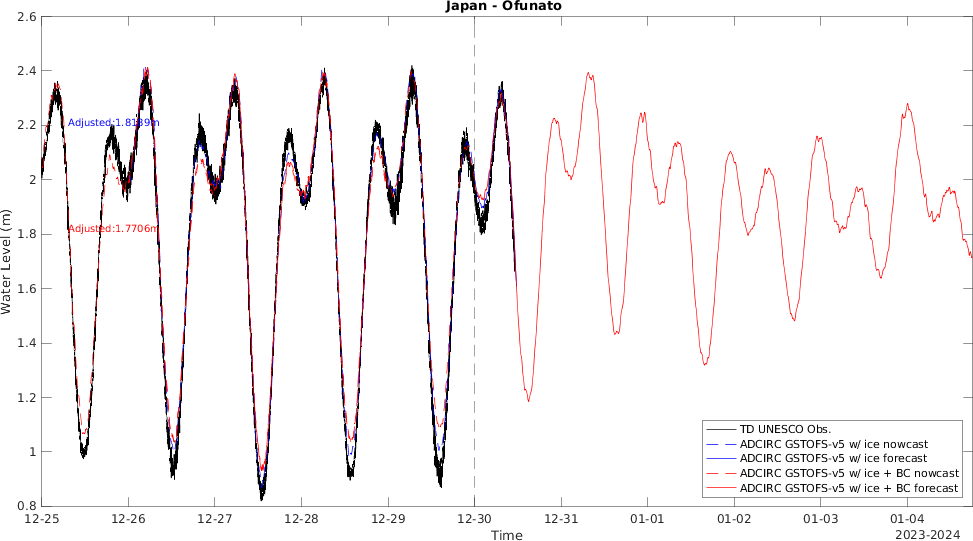 Japan - Ofunato
2.6
2.4
2.2
2
1.8
1.6
1.4
1.2
1
0.8
Water Level (m)
Adjusted:1.8189m
Adjusted:1.7706m
TD UNESCO Obs.
ADCIRC GSTOFS-v5 w/ ice nowcast
ADCIRC GSTOFS-v5 w/ ice forecast
ADCIRC GSTOFS-v5 w/ ice + BC nowcast
ADCIRC GSTOFS-v5 w/ ice + BC forecast
12-25 12-26 12-27 12-28 12-29 12-30 12-31 01-01 01-02 01-03 01-04
Time
2023-2024